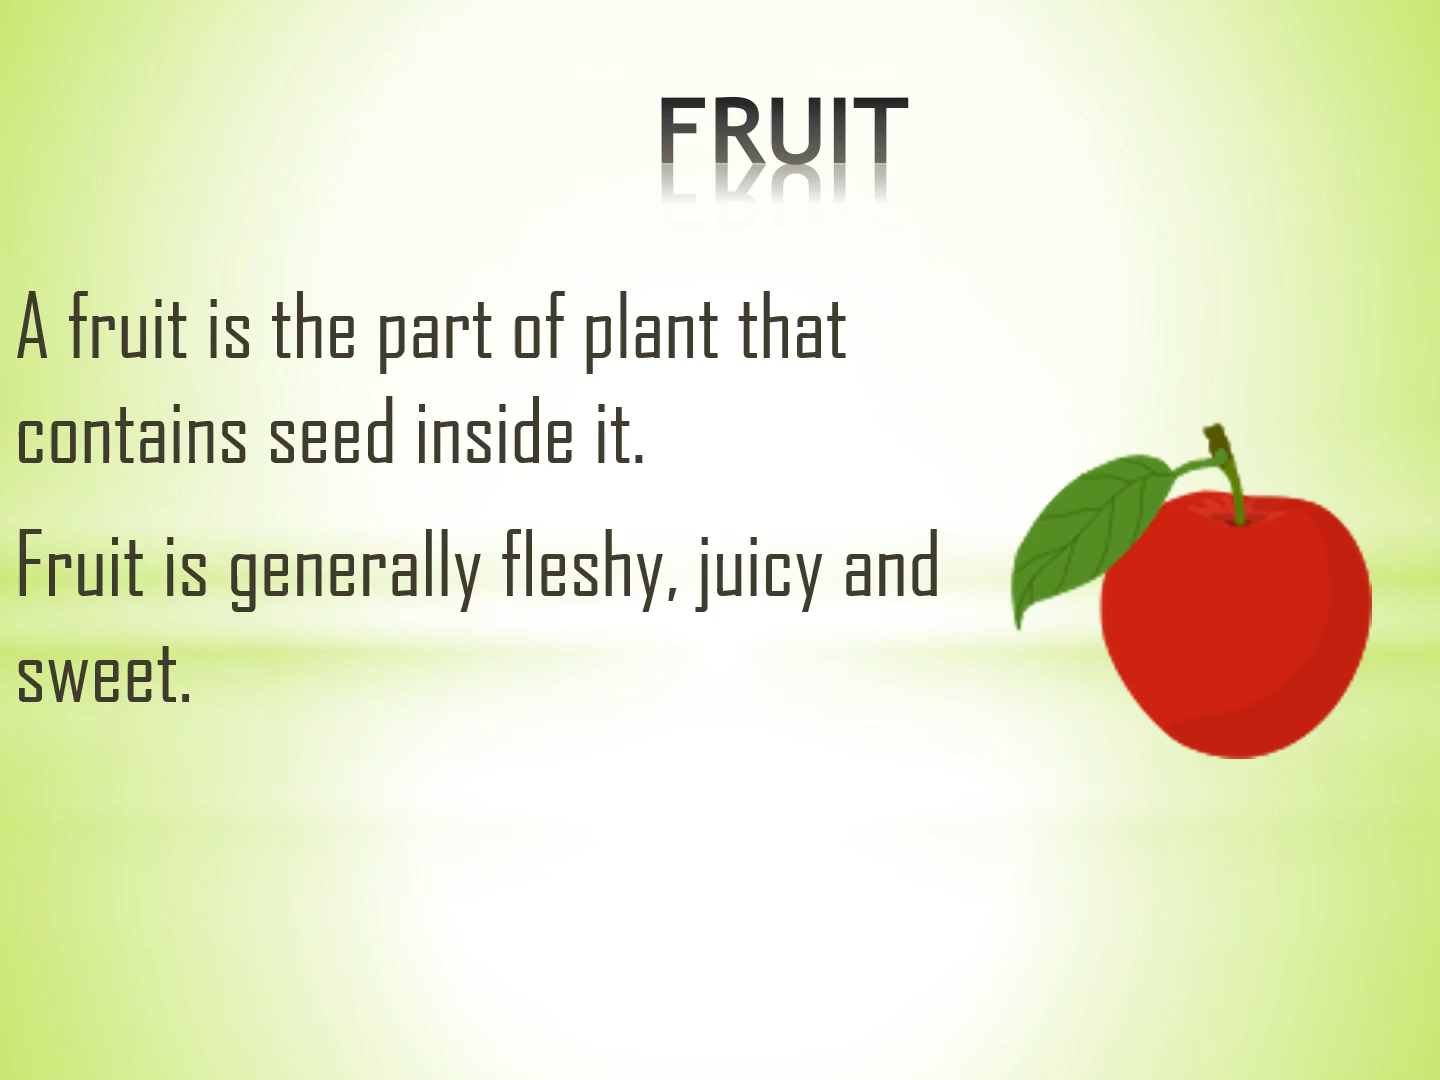 FRUIT
A fruit is the part of plant that
contains seed inside it.
Fruit is generally fleshy, juicy and
sweet.